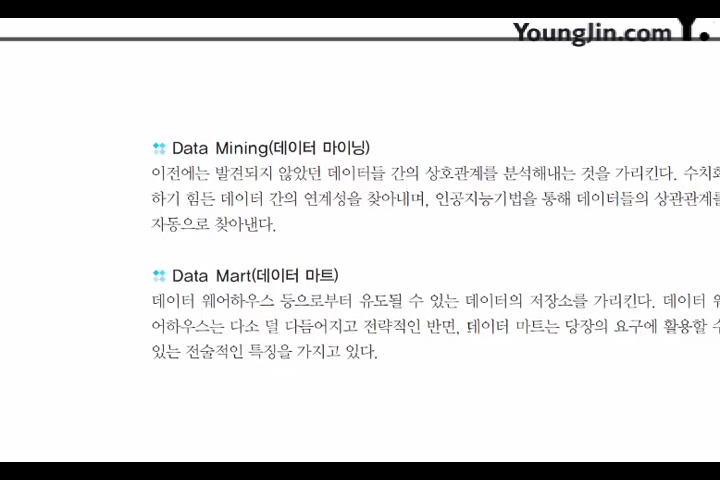 YoungJin.com Y.
Data Mining(데이터 마이닝)
이전에는 발견되지 않았던 데이터들 간의 상호관계를 분석해내는 것을 가리킨다. 수치화
하기 힘든 데이터 간의 연계성을 찾아내며, 인공지능기법을 통해 데이터들의 상관관계를
자동으로 찾아낸다.
Data Mart(데이터 마트)
데이터 웨어하우스 등으로부터 유도될 수 있는 데이터의 저장소를 가리킨다. 데이터 웨
어하우스는 다소 덜 다듬어지고 전략적인 반면, 데이터 마트는 당장의 요구에 활용할 수
있는 전술적인 특징을 가지고 있다.